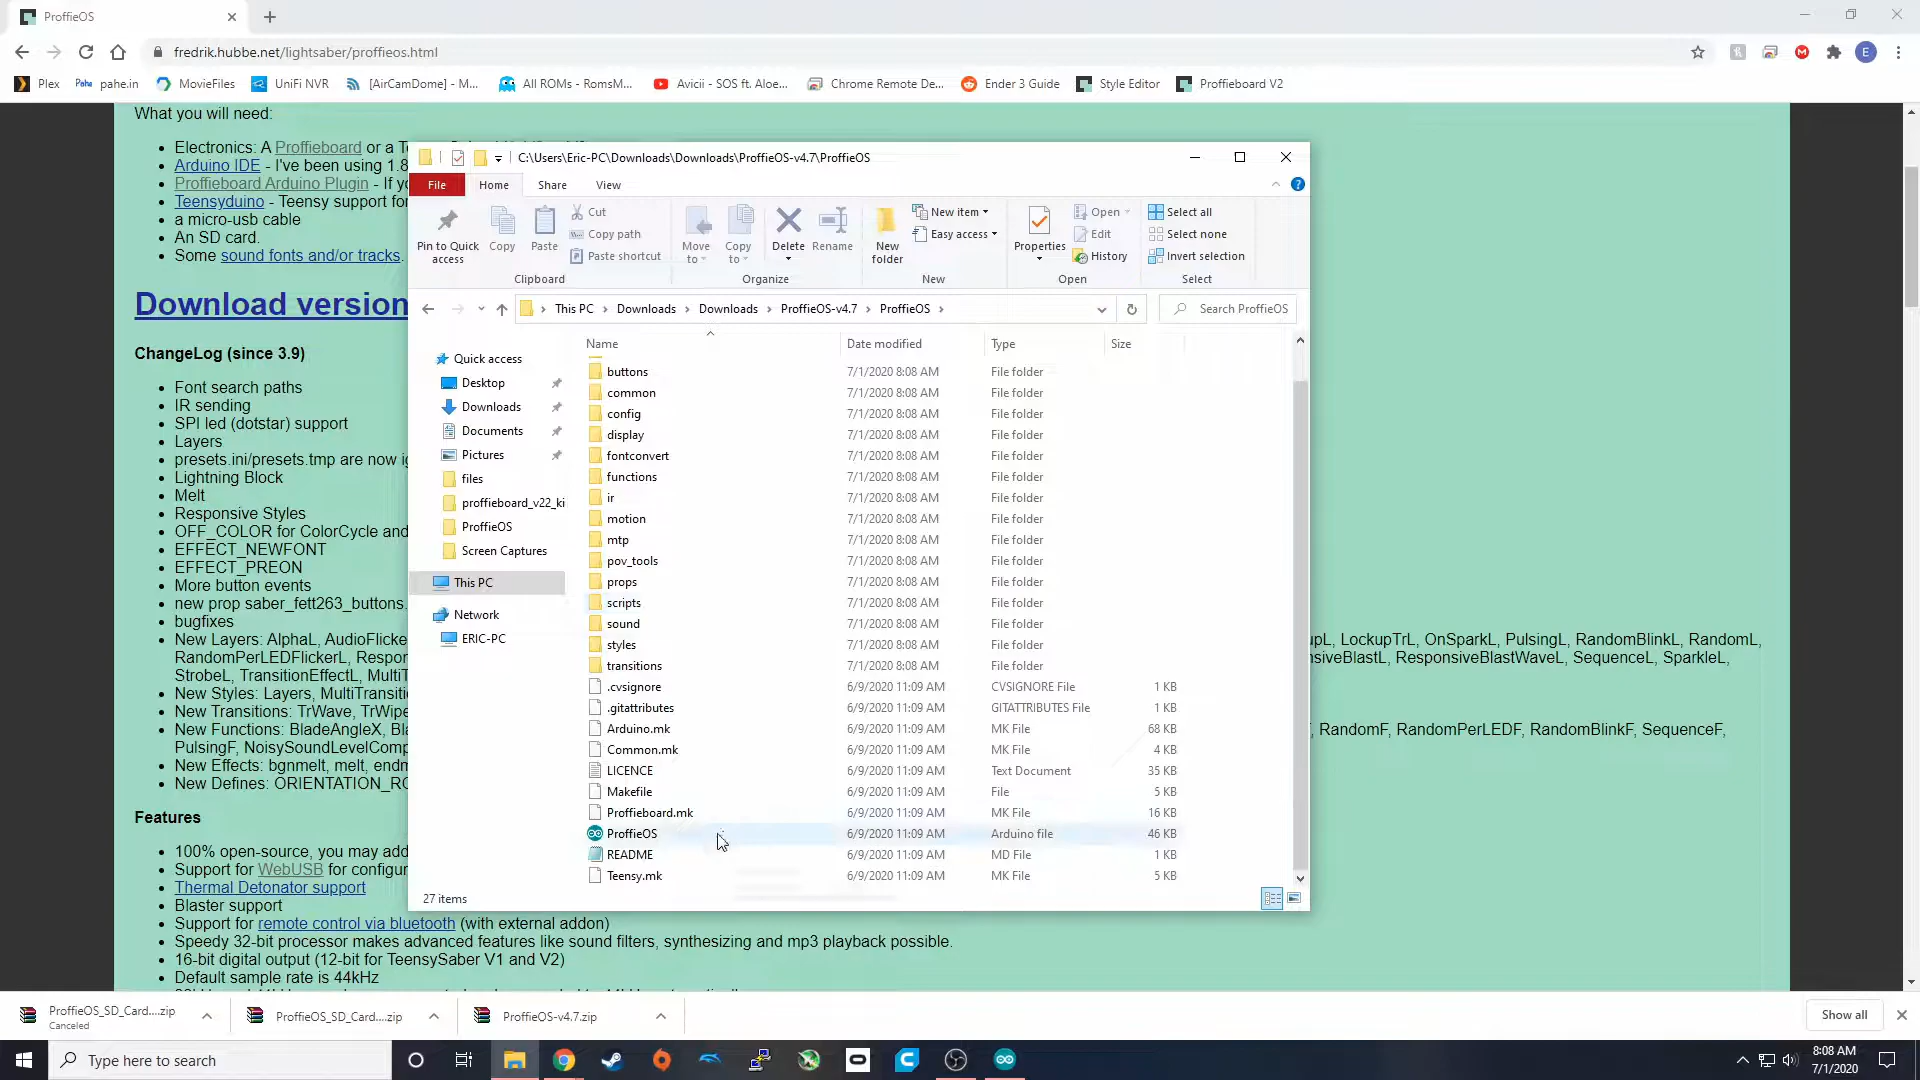 ProffieOS
fredrik.hubbe.net/lightsaber/proffieos.html
E
Plex
Pahe pahe.in
MovieFiles
UniFi NVR
[AirCamDome] - M...
All ROMs - RomsM...
Avicii - SOS ft. Aloe...
Chrome Remote De...
Ender 3 Guide
Style Editor
Proffieboard V2
What you will need:
Electronics: A Proffieboard or a T
Arduino IDE - I've been using 1.8
Proffieboard Arduino Plugin - If yo
Teensyduino - Teensy support for
a micro-usb cable
An SD card.
Some sound fonts and/or tracks.
Download version
ChangeLog (since 3.9)
Font search paths
IR sending
SPI led (dotstar) support
Layers
presets.ini/presets.tmp are now ig
Lightning Block
Melt
Responsive Styles
OFF_COLOR for ColorCycle and
EFFECT_NEWFONT
EFFECT_PREON
More button events
new prop saber_fett263_buttons.
bugfixes
New Layers: AlphaL, AudioFlicke
upL, LockupTrL, OnSparkL, PulsingL, RandomBlinkL, RandomL,
RandomPerLEDFlickerL, Respon
nsiveBlastL, ResponsiveBlastWaveL, SequenceL, SparkleL,
StrobeL, TransitionEffectL, MultiT
New Styles: Layers, MultiTransitio
New Transitions: TrWave, TrWipe
New Functions: BladeAngleX, Bla
, RandomF, RandomPerLEDF, RandomBlinkF, SequenceF,
PulsingF, NoisySoundLevelComp
New Effects: bgnmelt, melt, endm
New Defines: ORIENTATION_RO
Features
100% open-source, you may add
Support for WebUSB for configur
Thermal Detonator support
Blaster support
Support for remote control via bluetooth (with external addon)
Speedy 32-bit processor makes advanced features like sound filters, synthesizing and mp3 playback possible.
16-bit digital output (12-bit for TeensySaber V1 and V2)
Default sample rate is 44kHz
C:\Users\Eric-PC\Downloads\Downloads\ProffieOS-v4.7\ProffieOS
File Home Share View
Pin to Quick access
Copy
Paste
Cut
Copy path
Paste shortcut
Clipboard
Move to
Copy to
Delete
Rename
Organize
New folder
New item
Easy access
New
Properties
Open
Edit
History
Open
Select all
Select none
Invert selection
Select
This PC > Downloads > Downloads > ProffieOS-v4.7 > ProffieOS >
Search ProffieOS
Quick access
Desktop
Downloads
Documents
Pictures
files
proffieboard_v22_ki
ProffieOS
Screen Captures
This PC
Network
ERIC-PC
Name Date modified Type Size
buttons 7/1/2020 8:08 AM File folder
common 7/1/2020 8:08 AM File folder
config 7/1/2020 8:08 AM File folder
display 7/1/2020 8:08 AM File folder
fontconvert 7/1/2020 8:08 AM File folder
functions 7/1/2020 8:08 AM File folder
ir 7/1/2020 8:08 AM File folder
motion 7/1/2020 8:08 AM File folder
mtp 7/1/2020 8:08 AM File folder
pov_tools 7/1/2020 8:08 AM File folder
props 7/1/2020 8:08 AM File folder
scripts 7/1/2020 8:08 AM File folder
sound 7/1/2020 8:08 AM File folder
styles 7/1/2020 8:08 AM File folder
transitions 7/1/2020 8:08 AM File folder
.cvsignore 6/9/2020 11:09 AM CVSIGNORE File 1 KB
.gitattributes 6/9/2020 11:09 AM GITATTRIBUTES File 1 KB
Arduino.mk 6/9/2020 11:09 AM MK File 68 KB
Common.mk 6/9/2020 11:09 AM MK File 4 KB
LICENCE 6/9/2020 11:09 AM Text Document 35 KB
Makefile 6/9/2020 11:09 AM File 5 KB
Proffieboard.mk 6/9/2020 11:09 AM MK File 16 KB
ProffieOS 6/9/2020 11:09 AM Arduino file 46 KB
README 6/9/2020 11:09 AM MD File 1 KB
Teensy.mk 6/9/2020 11:09 AM MK File 5 KB
27 items
ProffieOS_SD_Card....zip
Canceled
ProffieOS_SD_Card....zip
ProffieOS-v4.7.zip
Show all
Type here to search
8:08 AM
7/1/2020